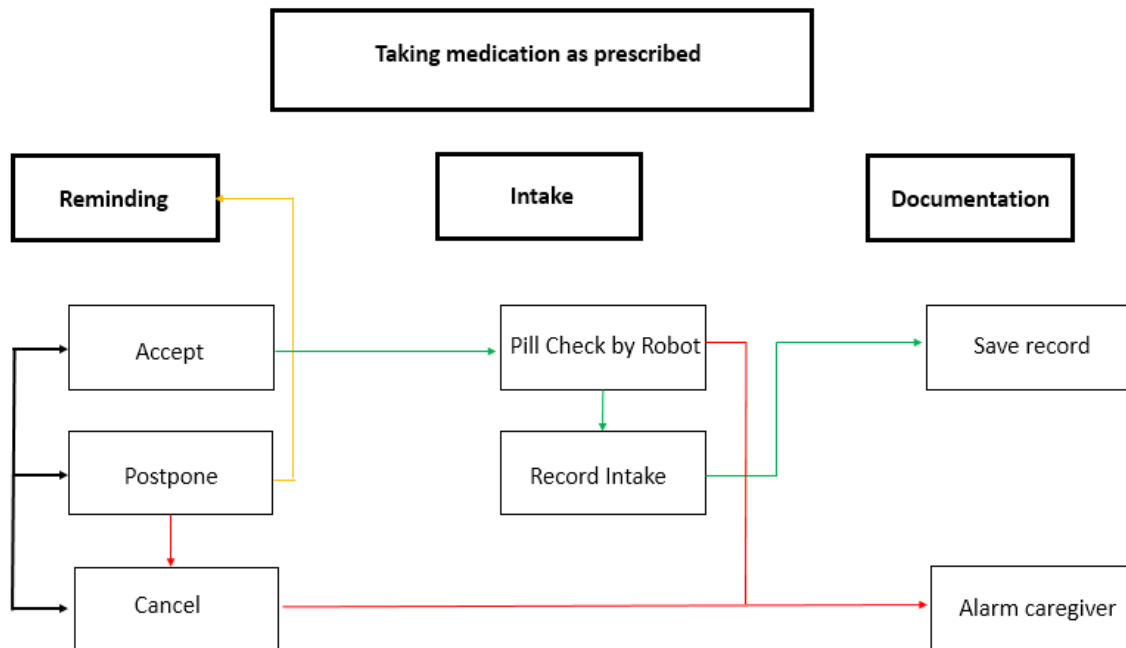 Taking medication as prescribed
Reminding
Intake
Documentation
Accept
Pill Check by Robot
Save record
Postpone
Record Intake
Cancel
Alarm caregiver